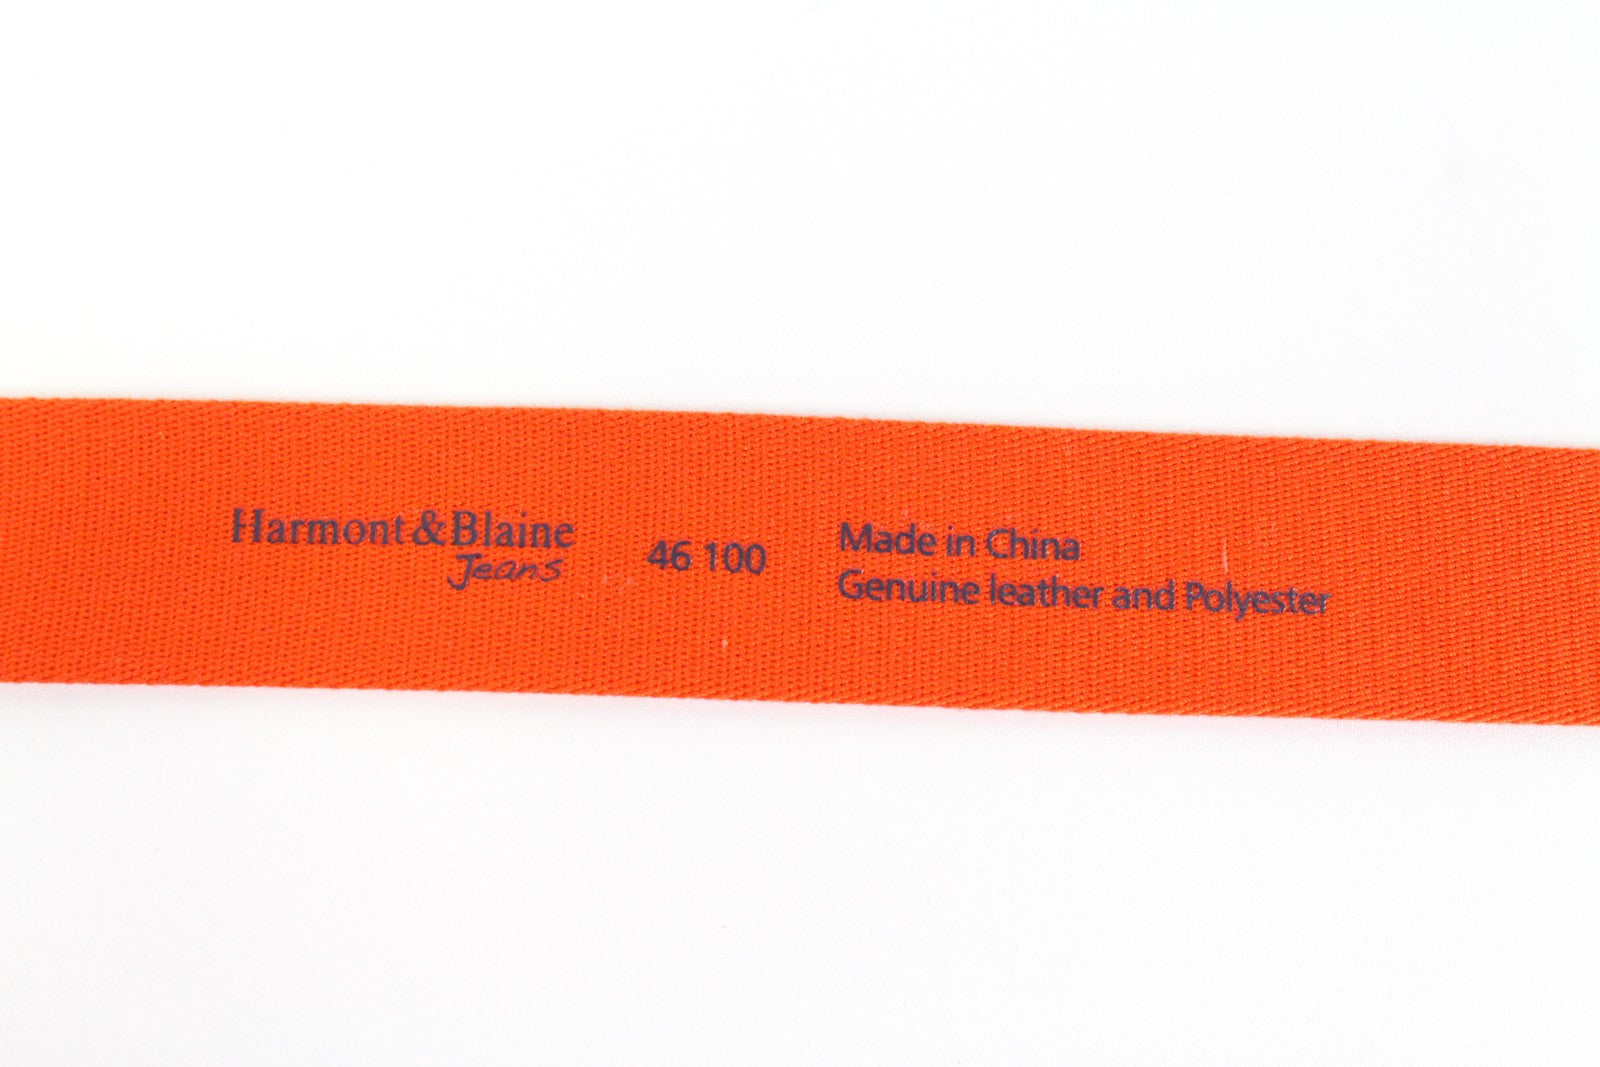 Harmont&Blaine
Jeans
46 100
Made in China
Genuine leather and Polyester